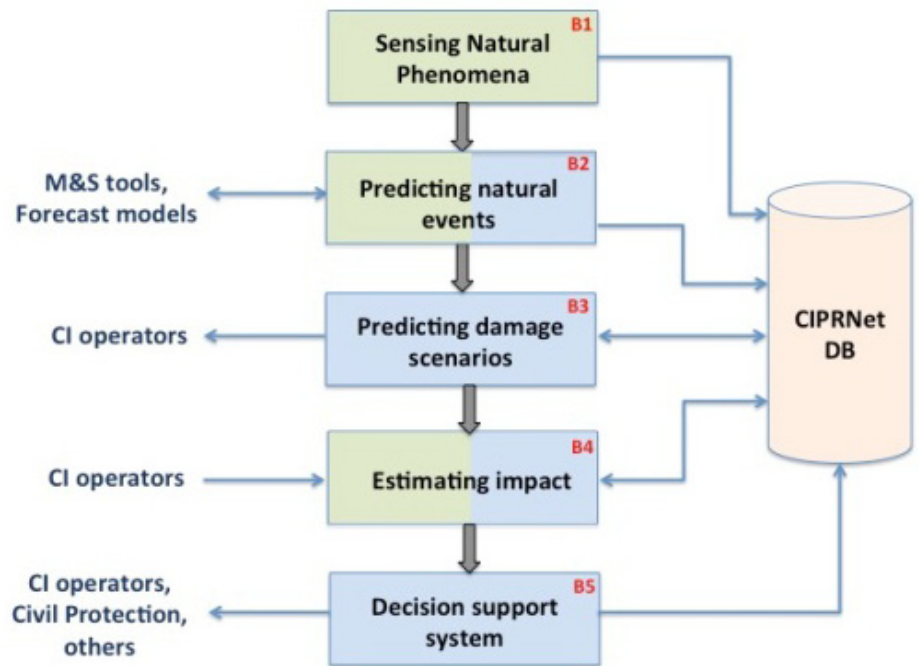 B1
Sensing Natural
Phenomena
B2
M&S tools,
Forecast models
Predicting natural
events
B3
CI operators
Predicting damage
scenarios
CIPRNet
DB
B4
CI operators
Estimating impact
B5
CI operators,
Civil Protection,
others
Decision support
system